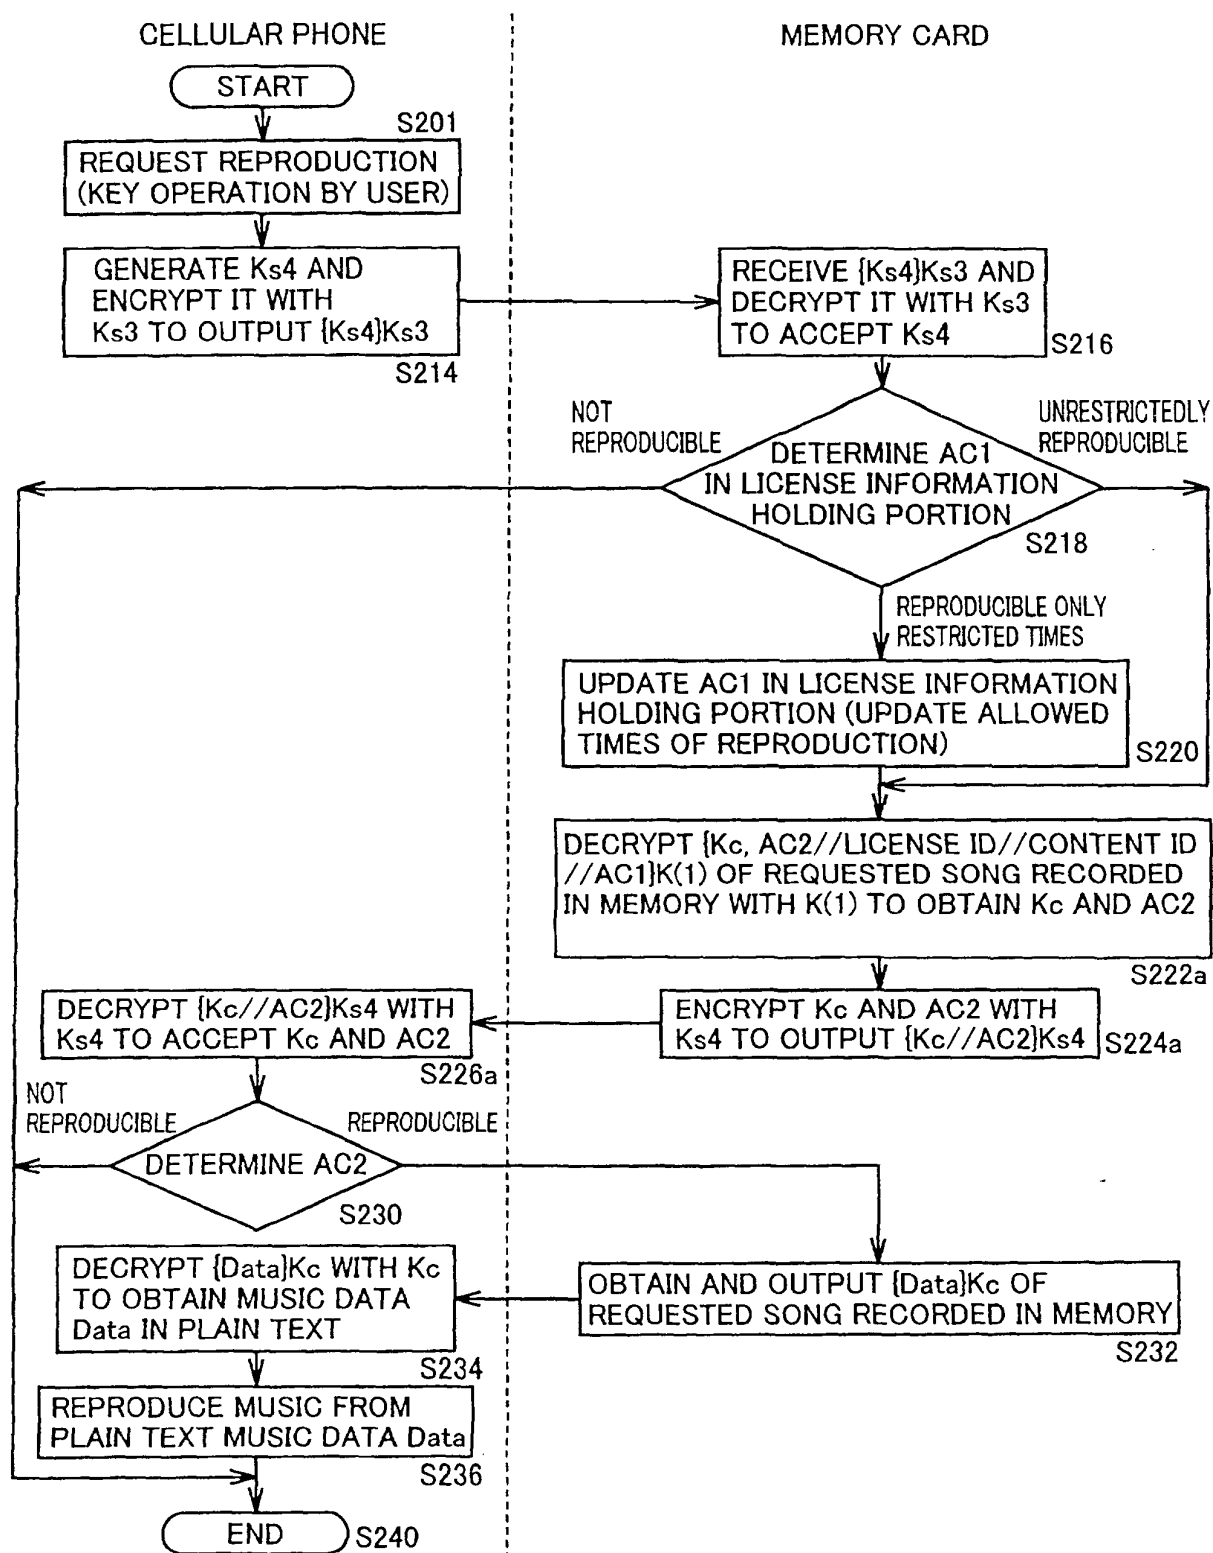 CELLULAR PHONE
MEMORY CARD
START
S201
REQUEST REPRODUCTION
(KEY OPERATION BY USER)
GENERATE Ks4 AND
ENCRYPT IT WITH
Ks3 TO OUTPUT {Ks4}Ks3
S214
RECEIVE {Ks4}Ks3 AND
DECRYPT IT WITH Ks3
TO ACCEPT Ks4
S216
NOT
REPRODUCIBLE
UNRESTRICTEDLY
REPRODUCIBLE
DETERMINE AC1
IN LICENSE INFORMATION
HOLDING PORTION
S218
REPRODUCIBLE ONLY
RESTRICTED TIMES
UPDATE AC1 IN LICENSE INFORMATION
HOLDING PORTION (UPDATE ALLOWED
TIMES OF REPRODUCTION)
S220
DECRYPT {Kc, AC2//LICENSE ID//CONTENT ID
//AC1}K(1) OF REQUESTED SONG RECORDED
IN MEMORY WITH K(1) TO OBTAIN Kc AND AC2
S222a
ENCRYPT Kc AND AC2 WITH
Ks4 TO OUTPUT {Kc//AC2}Ks4
S224a
DECRYPT {Kc//AC2}Ks4 WITH
Ks4 TO ACCEPT Kc AND AC2
S226a
NOT
REPRODUCIBLE
REPRODUCIBLE
DETERMINE AC2
S230
OBTAIN AND OUTPUT {Data}Kc OF
REQUESTED SONG RECORDED IN MEMORY
S232
DECRYPT {Data}Kc WITH Kc
TO OBTAIN MUSIC DATA
Data IN PLAIN TEXT
S234
REPRODUCE MUSIC FROM
PLAIN TEXT MUSIC DATA Data
S236
END
S240